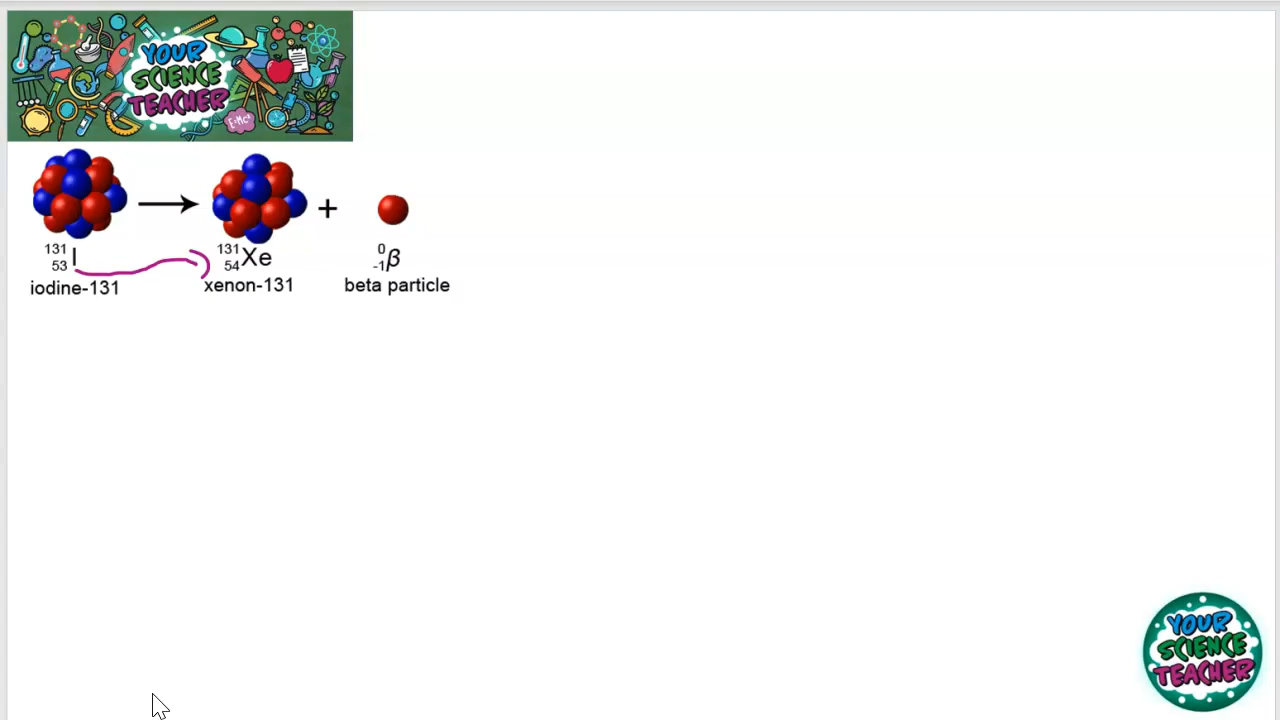 YOUR
SCIENCE
TEACHER
E=MC²
+
131
53 I
131
54 Xe
0
-1 β
iodine-131
xenon-131
beta particle
YOUR
SCIENCE
TEACHER